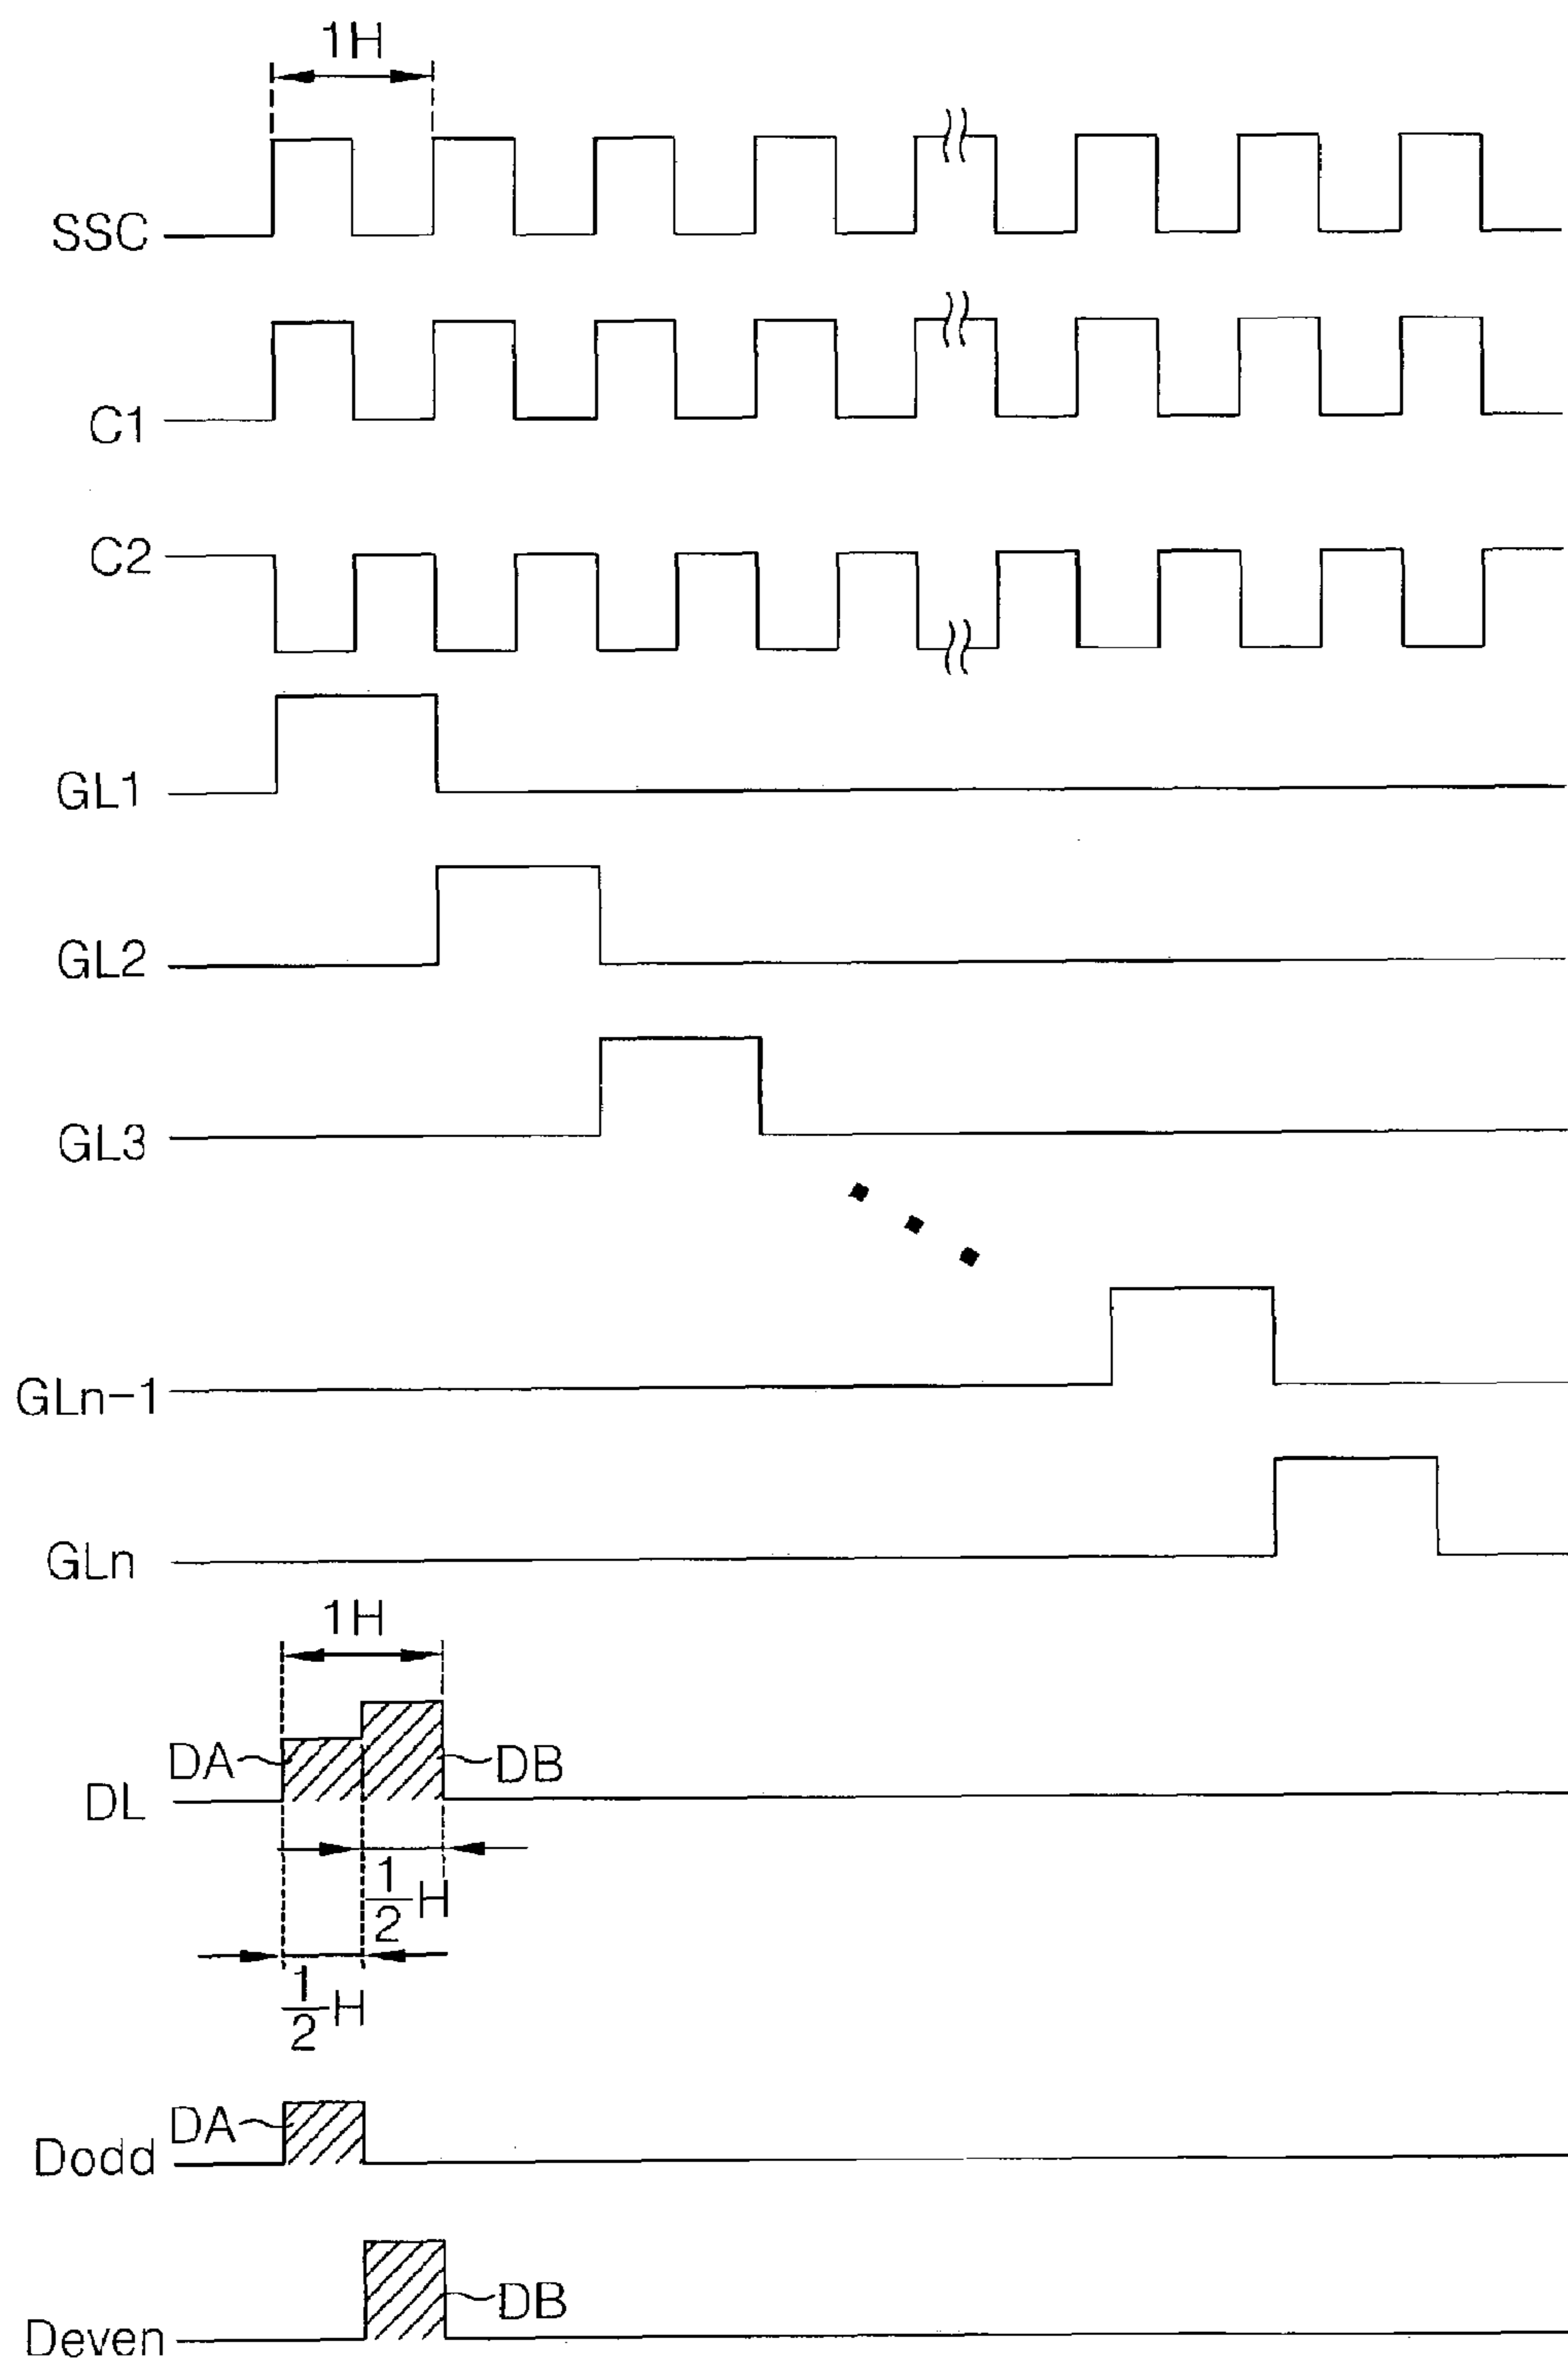 1H
SSC
C1
C2
GL1
GL2
GL3
GLn-1
GLn
1H
DA
DB
DL
1/2 H
1/2 H
DA
Dodd
DB
Deven